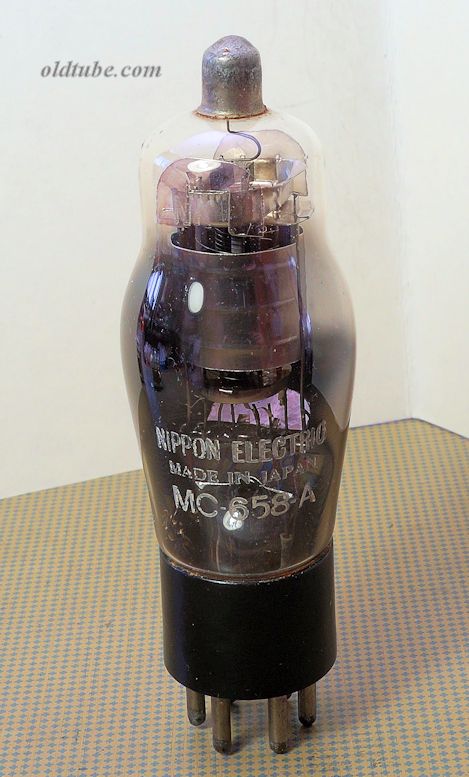 oldtube.com
NIPPON ELECTRIC
MADE IN JAPAN
MC-658-A